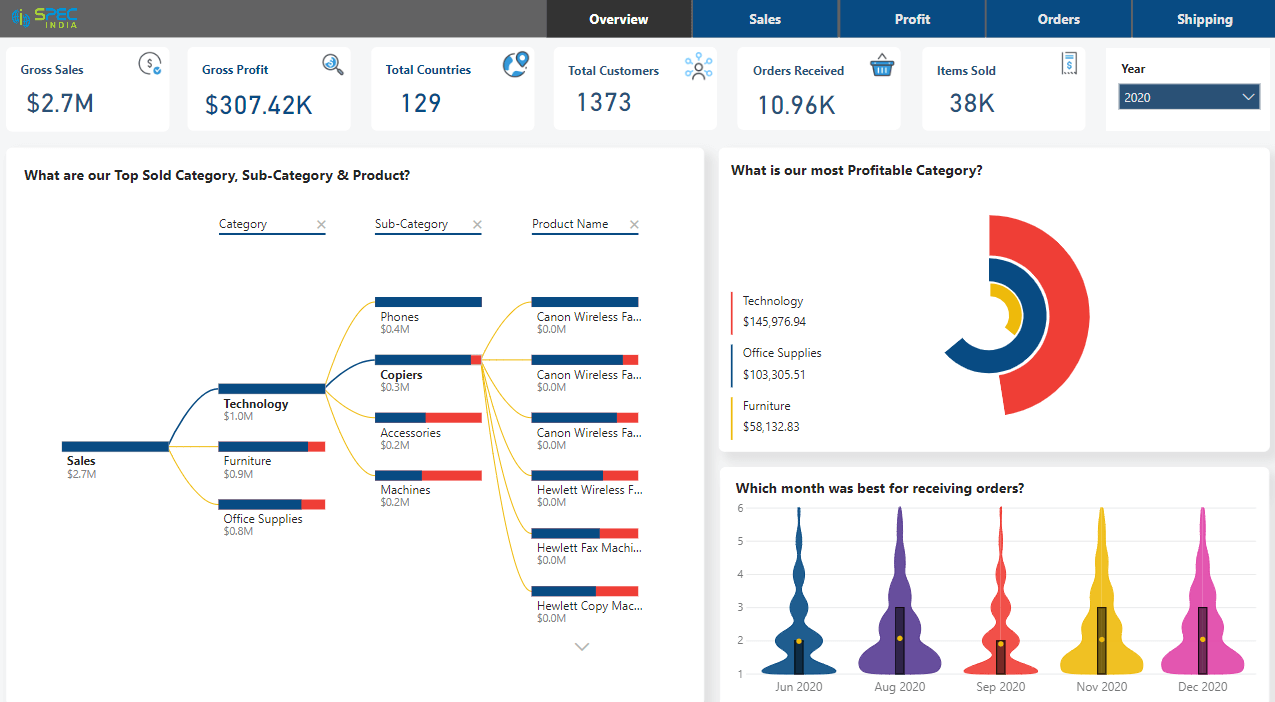 SPEC
INDIA
Overview
Sales
Profit
Orders
Shipping
Gross Sales
$2.7M
Gross Profit
$307.42K
Total Countries
129
Total Customers
1373
Orders Received
10.96K
Items Sold
38K
Year
2020
What are our Top Sold Category, Sub-Category & Product?
Category
Sub-Category
Product Name
Sales
$2.7M
Technology
$1.0M
Furniture
$0.9M
Office Supplies
$0.8M
Phones
$0.4M
Copiers
$0.3M
Accessories
$0.2M
Machines
$0.2M
Canon Wireless Fa...
$0.0M
Canon Wireless Fa...
$0.0M
Canon Wireless Fa...
$0.0M
Hewlett Wireless F...
$0.0M
Hewlett Fax Machi...
$0.0M
Hewlett Copy Mac...
$0.0M
What is our most Profitable Category?
Technology
$145,976.94
Office Supplies
$103,305.51
Furniture
$58,132.83
Which month was best for receiving orders?
6
5
4
3
2
1
Jun 2020
Aug 2020
Sep 2020
Nov 2020
Dec 2020